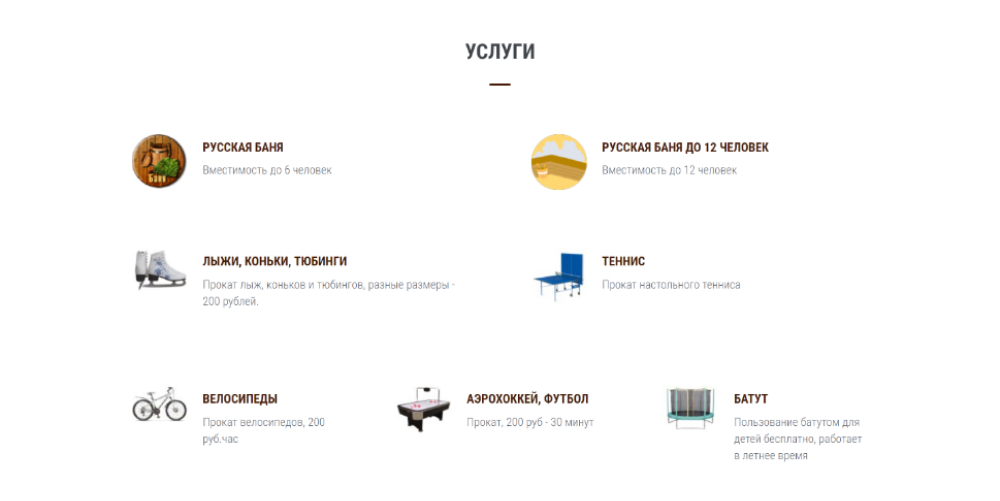 УСЛУГИ
РУССКАЯ БАНЯ
Вместимость до 6 человек
РУССКАЯ БАНЯ ДО 12 ЧЕЛОВЕК
Вместимость до 12 человек
Баня
ЛЫЖИ, КОНЬКИ, ТЮБИНГИ
Прокат лыж, коньков и тюбингов, разные размеры -
200 рублей.
ТЕННИС
Прокат настольного тенниса
ВЕЛОСИПЕДЫ
Прокат велосипедов, 200
руб.час
АЭРОХОККЕЙ, ФУТБОЛ
Прокат, 200 руб - 30 минут
БАТУТ
Пользование батутом для
детей бесплатно, работает
в летнее время